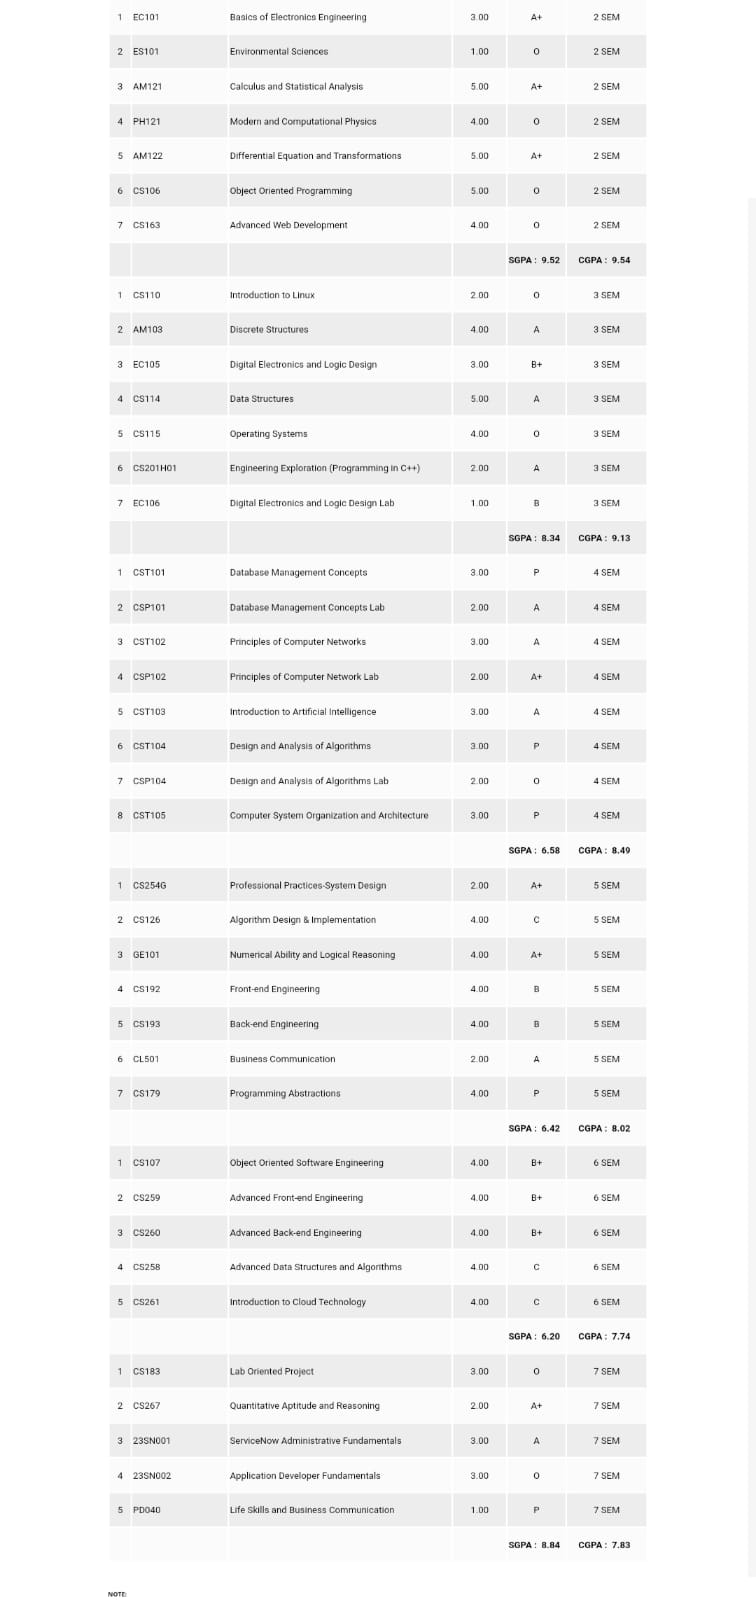 1 EC101 Basics of Electronics Engineering 3.00 A+ 2 SEM
2 ES101 Environmental Sciences 1.00 O 2 SEM
3 AM121 Calculus and Statistical Analysis 5.00 A+ 2 SEM
4 PH121 Modern and Computational Physics 4.00 O 2 SEM
5 AM122 Differential Equation and Transformations 5.00 A+ 2 SEM
6 CS106 Object Oriented Programming 5.00 O 2 SEM
7 CS163 Advanced Web Development 4.00 O 2 SEM
SGPA : 9.52 CGPA : 9.54
1 CS110 Introduction to Linux 2.00 O 3 SEM
2 AM103 Discrete Structures 4.00 A 3 SEM
3 EC105 Digital Electronics and Logic Design 3.00 B+ 3 SEM
4 CS114 Data Structures 5.00 A 3 SEM
5 CS115 Operating Systems 4.00 O 3 SEM
6 CS201H01 Engineering Exploration (Programming in C++) 2.00 A 3 SEM
7 EC106 Digital Electronics and Logic Design Lab 1.00 B 3 SEM
SGPA : 8.34 CGPA : 9.13
1 CST101 Database Management Concepts 3.00 P 4 SEM
2 CSP101 Database Management Concepts Lab 2.00 A 4 SEM
3 CST102 Principles of Computer Networks 3.00 A 4 SEM
4 CSP102 Principles of Computer Network Lab 2.00 A+ 4 SEM
5 CST103 Introduction to Artificial Intelligence 3.00 A 4 SEM
6 CST104 Design and Analysis of Algorithms 3.00 P 4 SEM
7 CSP104 Design and Analysis of Algorithms Lab 2.00 O 4 SEM
8 CST105 Computer System Organization and Architecture 3.00 P 4 SEM
SGPA : 6.58 CGPA : 8.49
1 CS254G Professional Practices-System Design 2.00 A+ 5 SEM
2 CS126 Algorithm Design & Implementation 4.00 C 5 SEM
3 GE101 Numerical Ability and Logical Reasoning 4.00 A+ 5 SEM
4 CS192 Front-end Engineering 4.00 B 5 SEM
5 CS193 Back-end Engineering 4.00 B 5 SEM
6 CL501 Business Communication 2.00 A 5 SEM
7 CS179 Programming Abstractions 4.00 P 5 SEM
SGPA : 6.42 CGPA : 8.02
1 CS107 Object Oriented Software Engineering 4.00 B+ 6 SEM
2 CS259 Advanced Front-end Engineering 4.00 B+ 6 SEM
3 CS260 Advanced Back-end Engineering 4.00 B+ 6 SEM
4 CS258 Advanced Data Structures and Algorithms 4.00 C 6 SEM
5 CS261 Introduction to Cloud Technology 4.00 C 6 SEM
SGPA : 6.20 CGPA : 7.74
1 CS183 Lab Oriented Project 3.00 O 7 SEM
2 CS267 Quantitative Aptitude and Reasoning 2.00 A+ 7 SEM
3 23SN001 ServiceNow Administrative Fundamentals 3.00 A 7 SEM
4 23SN002 Application Developer Fundamentals 3.00 O 7 SEM
5 PD040 Life Skills and Business Communication 1.00 P 7 SEM
SGPA : 8.84 CGPA : 7.83
NOTE: